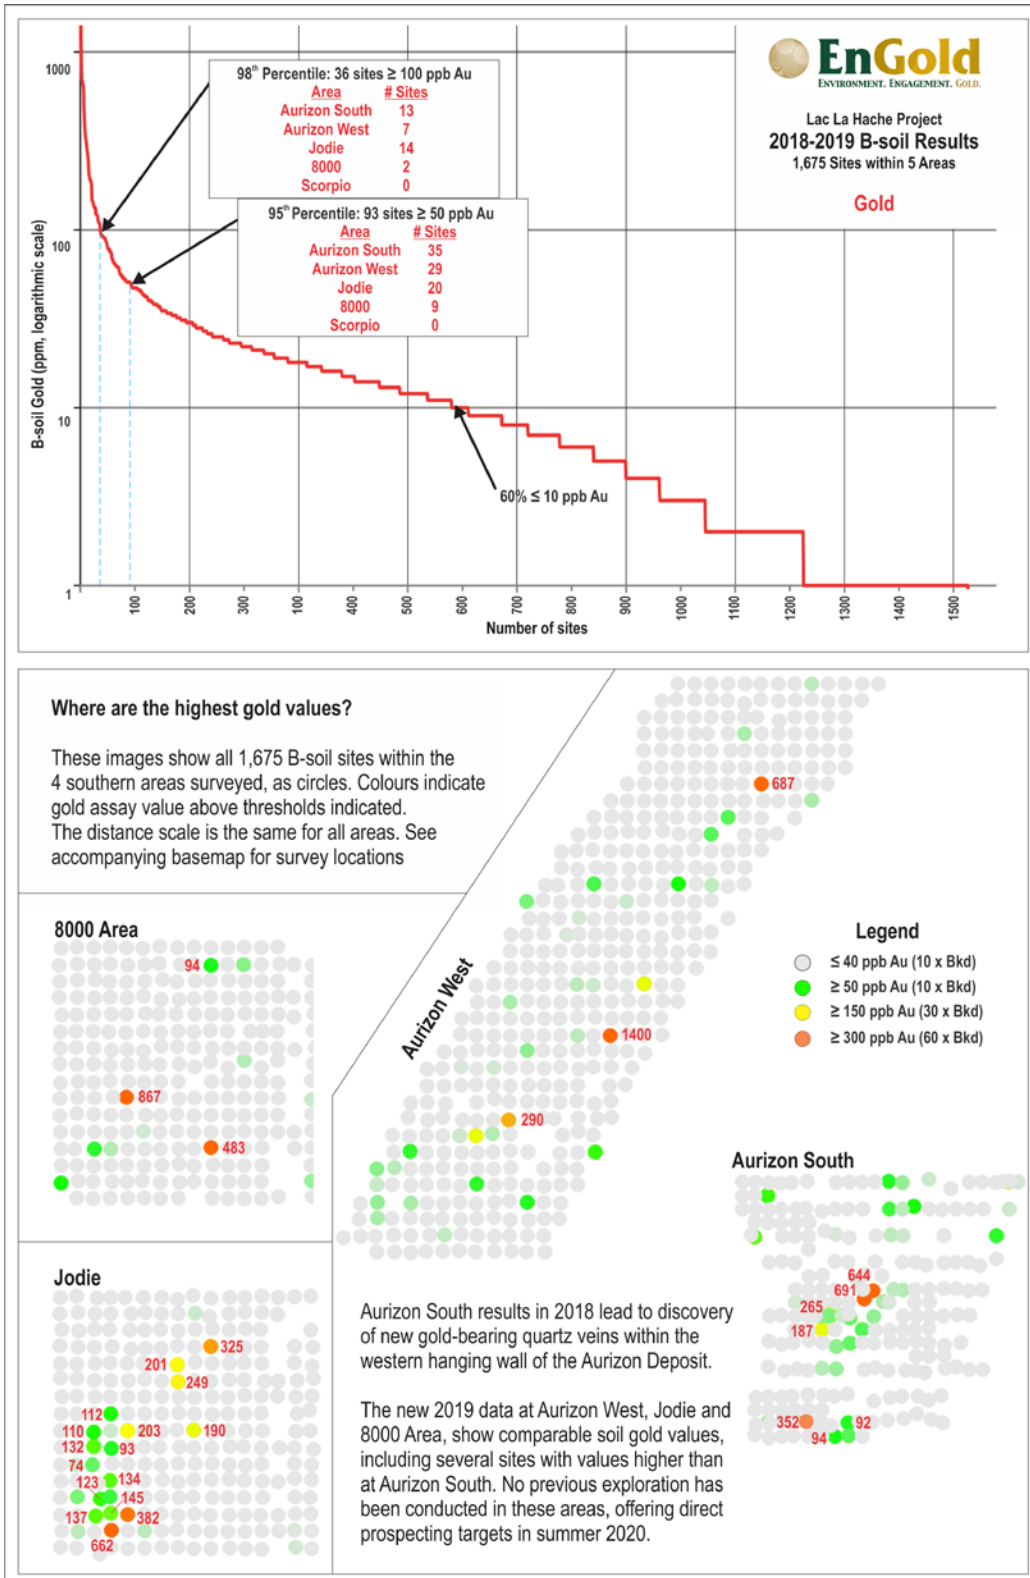 EnGold
ENVIRONMENT. ENGAGEMENT. GOLD.
Lac La Hache Project
2018-2019 B-soil Results
1,675 Sites within 5 Areas
Gold
98th Percentile: 36 sites ≥ 100 ppb Au
Area # Sites
Aurizon South 13
Aurizon West 7
Jodie 14
8000 2
Scorpio 0
95th Percentile: 93 sites ≥ 50 ppb Au
Area # Sites
Aurizon South 35
Aurizon West 29
Jodie 20
8000 9
Scorpio 0
60% ≤ 10 ppb Au
B-soil Gold (ppm, logarithmic scale)
1000
100
10
1
100 200 300 100 400 500 600 700 800 900 1000 1100 1200 1300 1400 1500
Number of sites
Where are the highest gold values?
These images show all 1,675 B-soil sites within the
4 southern areas surveyed, as circles. Colours indicate
gold assay value above thresholds indicated.
The distance scale is the same for all areas. See
accompanying basemap for survey locations
8000 Area
94
867
483
Aurizon West
687
1400
290
Legend
≤ 40 ppb Au (10 x Bkd)
≥ 50 ppb Au (10 x Bkd)
≥ 150 ppb Au (30 x Bkd)
≥ 300 ppb Au (60 x Bkd)
Aurizon South
644
691
265
187
352
92
94
Jodie
325
201
249
112
110
203
190
132
93
74
134
123
145
137
382
662
Aurizon South results in 2018 lead to discovery
of new gold-bearing quartz veins within the
western hanging wall of the Aurizon Deposit.
The new 2019 data at Aurizon West, Jodie and
8000 Area, show comparable soil gold values,
including several sites with values higher than
at Aurizon South. No previous exploration has
been conducted in these areas, offering direct
prospecting targets in summer 2020.